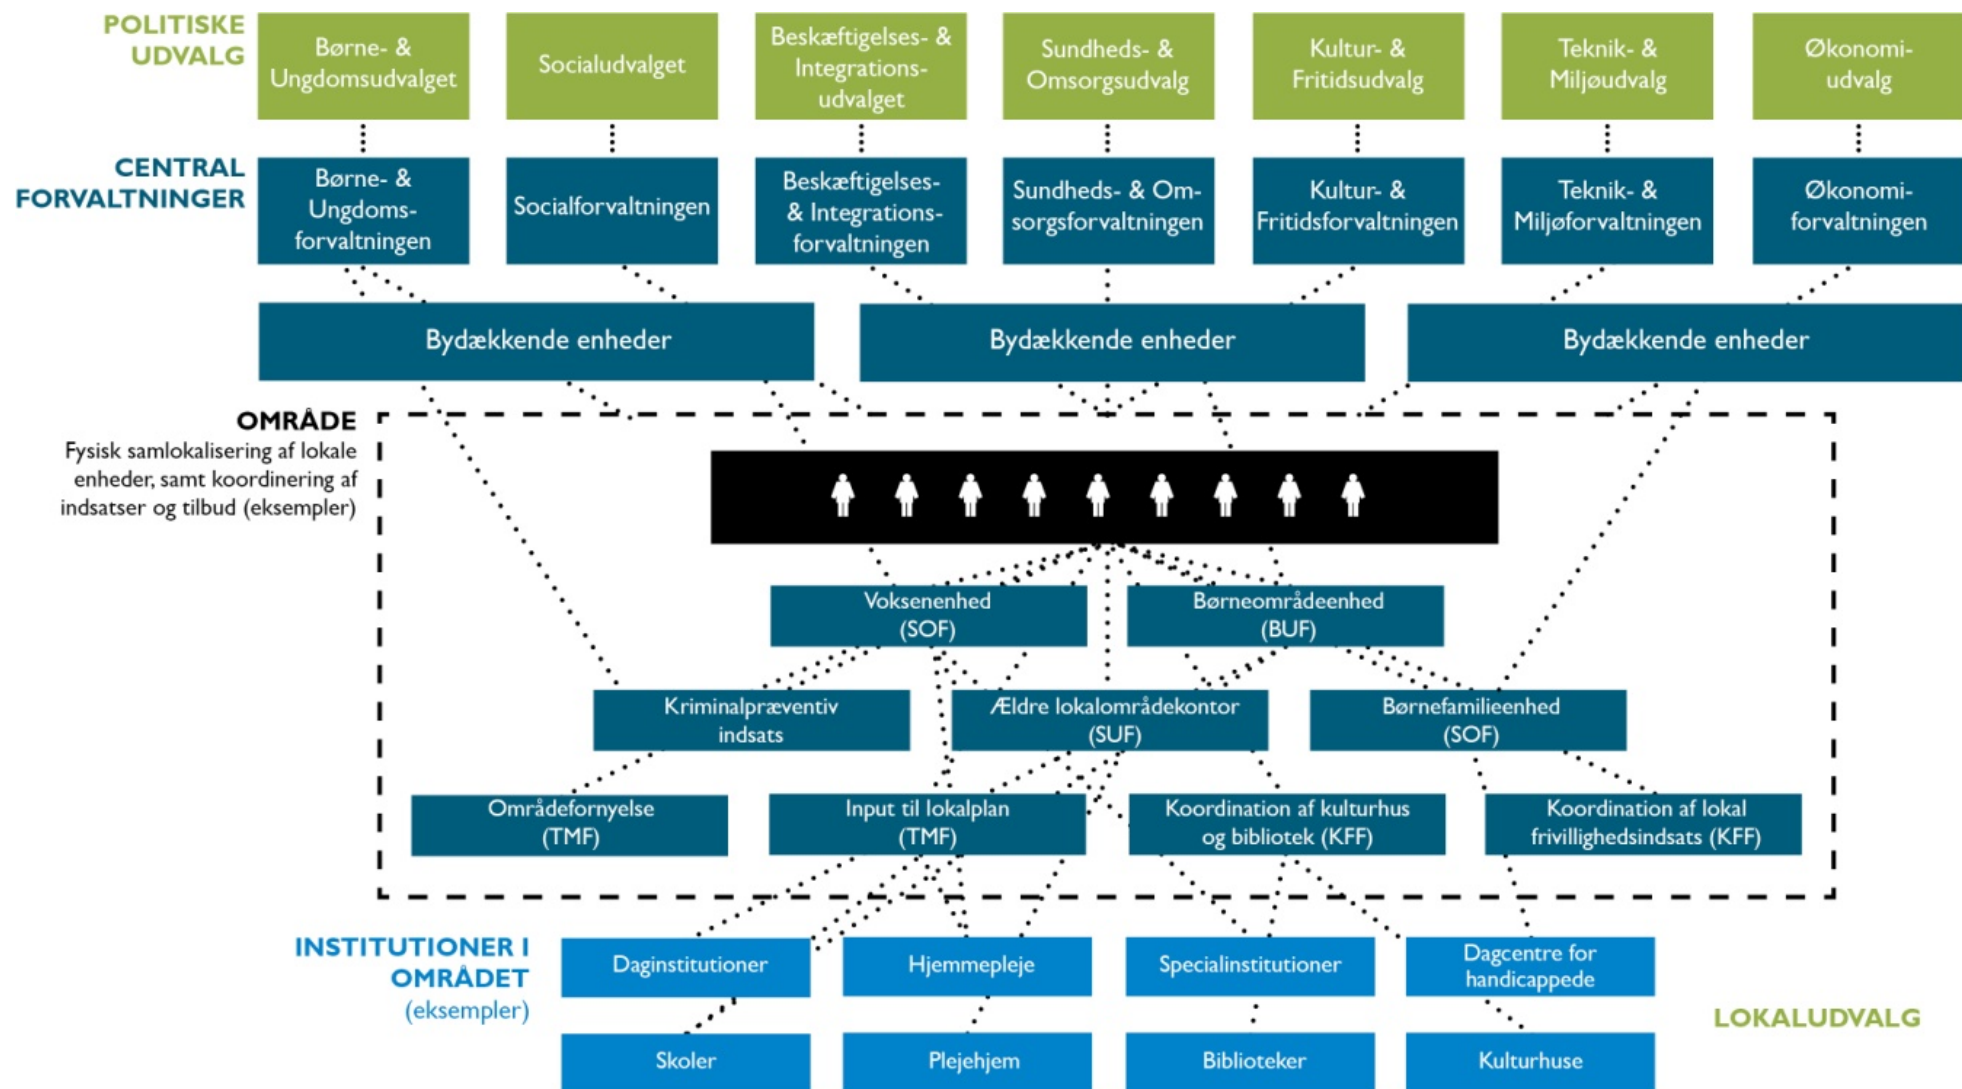 POLITISKE
UDVALG
Børne- &
Ungdomsudvalget
Socialudvalget
Beskæftigelses- &
Integrations-
udvalget
Sundheds- &
Omsorgsudvalg
Kultur- &
Fritidsudvalg
Teknik- &
Miljøudvalg
Økonomi-
udvalg
CENTRAL
FORVALTNINGER
Børne- &
Ungdoms-
forvaltningen
Socialforvaltningen
Beskæftigelses-
& Integrations-
forvaltningen
Sundheds- & Om-
sorgsforvaltningen
Kultur- &
Fritidsforvaltningen
Teknik- &
Miljøforvaltningen
Økonomi-
forvaltningen
Bydækkende enheder
Bydækkende enheder
Bydækkende enheder
OMRÅDE
Fysisk samlokalisering af lokale
enheder, samt koordinering af
indsatser og tilbud (eksempler)
Voksenenhed
(SOF)
Børneområdeenhed
(BUF)
Kriminalpræventiv
indsats
Ældre lokalområdekontor
(SUF)
Børnefamilieenhed
(SOF)
Områdefornyelse
(TMF)
Input til lokalplan
(TMF)
Koordination af kulturhus
og bibliotek (KFF)
Koordination af lokal
frivillighedsindsats (KFF)
INSTITUTIONER I
OMRÅDET
(eksempler)
Daginstitutioner
Hjemmepleje
Specialinstitutioner
Dagcentre for
handicappede
Skoler
Plejehjem
Biblioteker
Kulturhuse
LOKALUDVALG